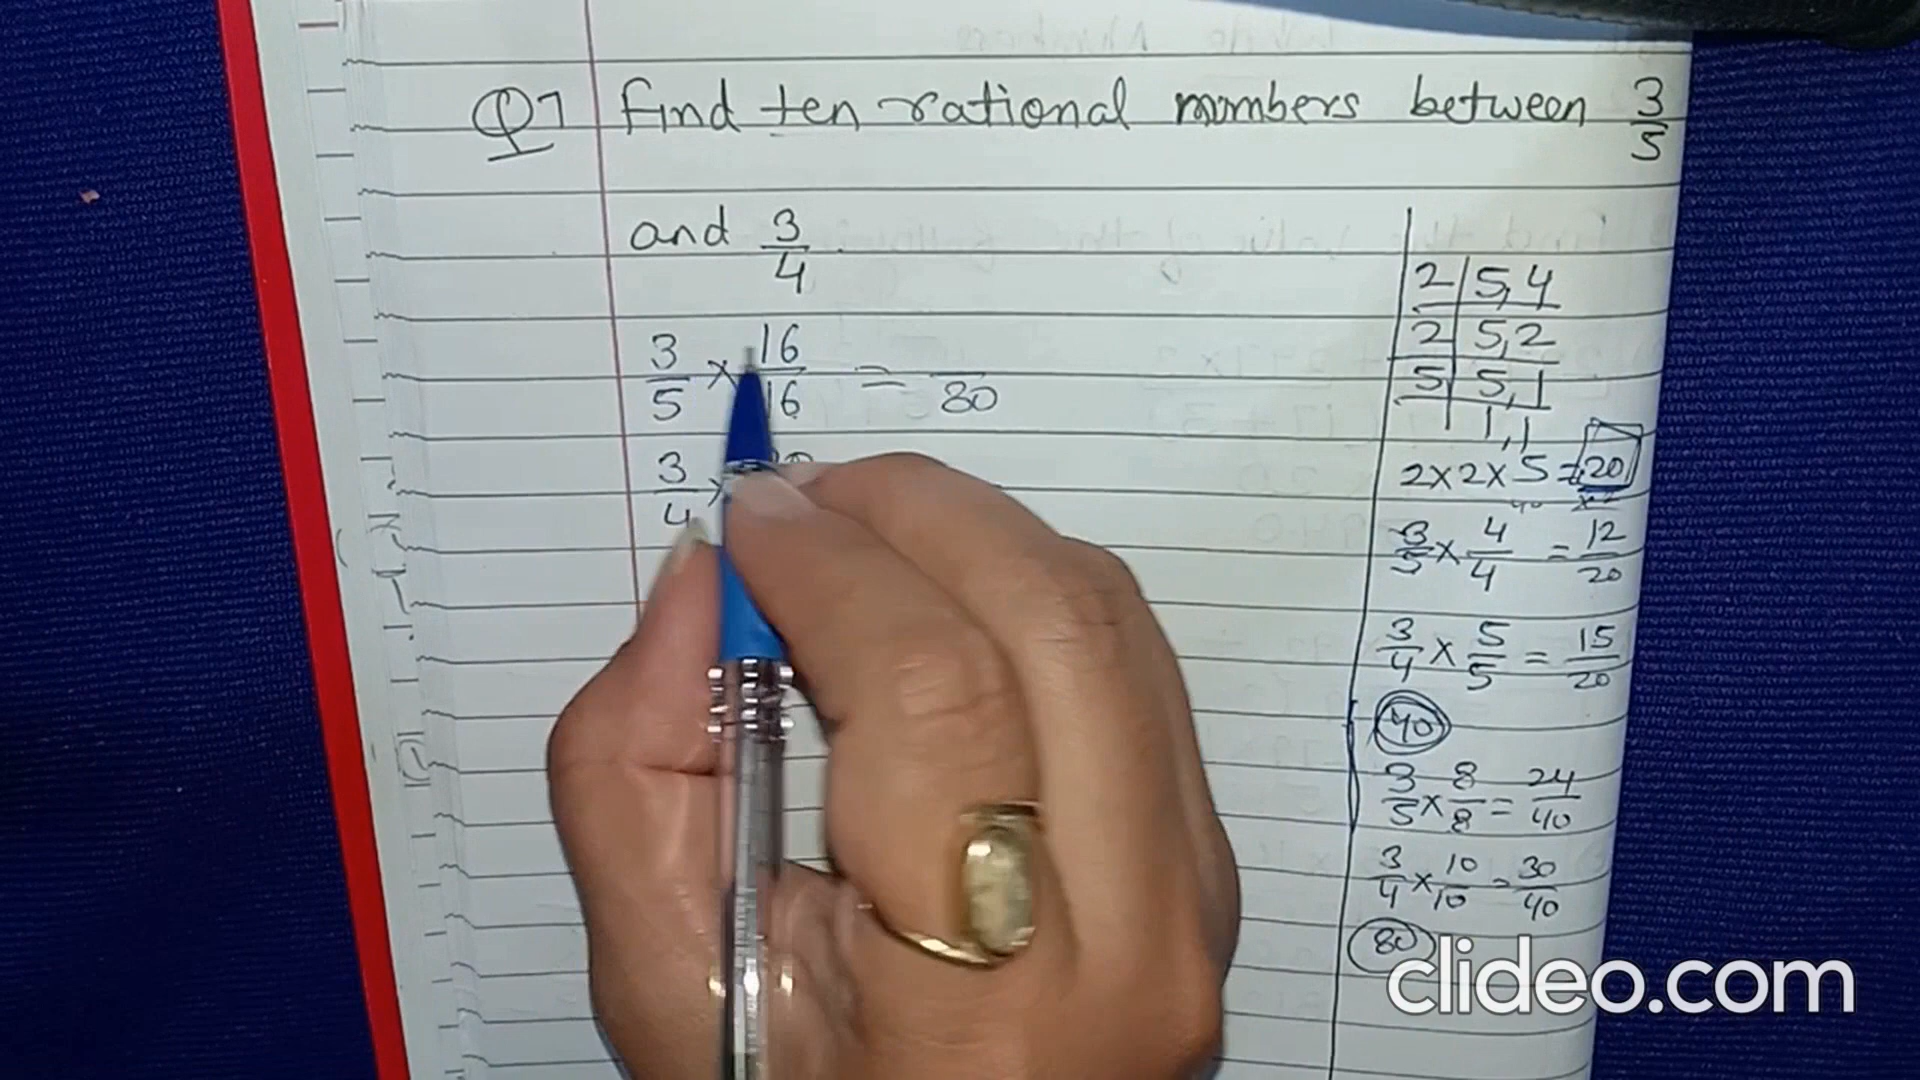 Q7 Find ten rational numbers between 3/5
and 3/4
3/5 × 16/16 = /80
3/4 ×
2 | 5, 4
2 | 5, 2
5 | 5, 1
1, 1
2×2×5 = 20
3/5 × 4/4 = 12/20
3/4 × 5/5 = 15/20
40
3/5 × 8/8 = 24/40
3/4 × 10/10 = 30/40
80
clideo.com